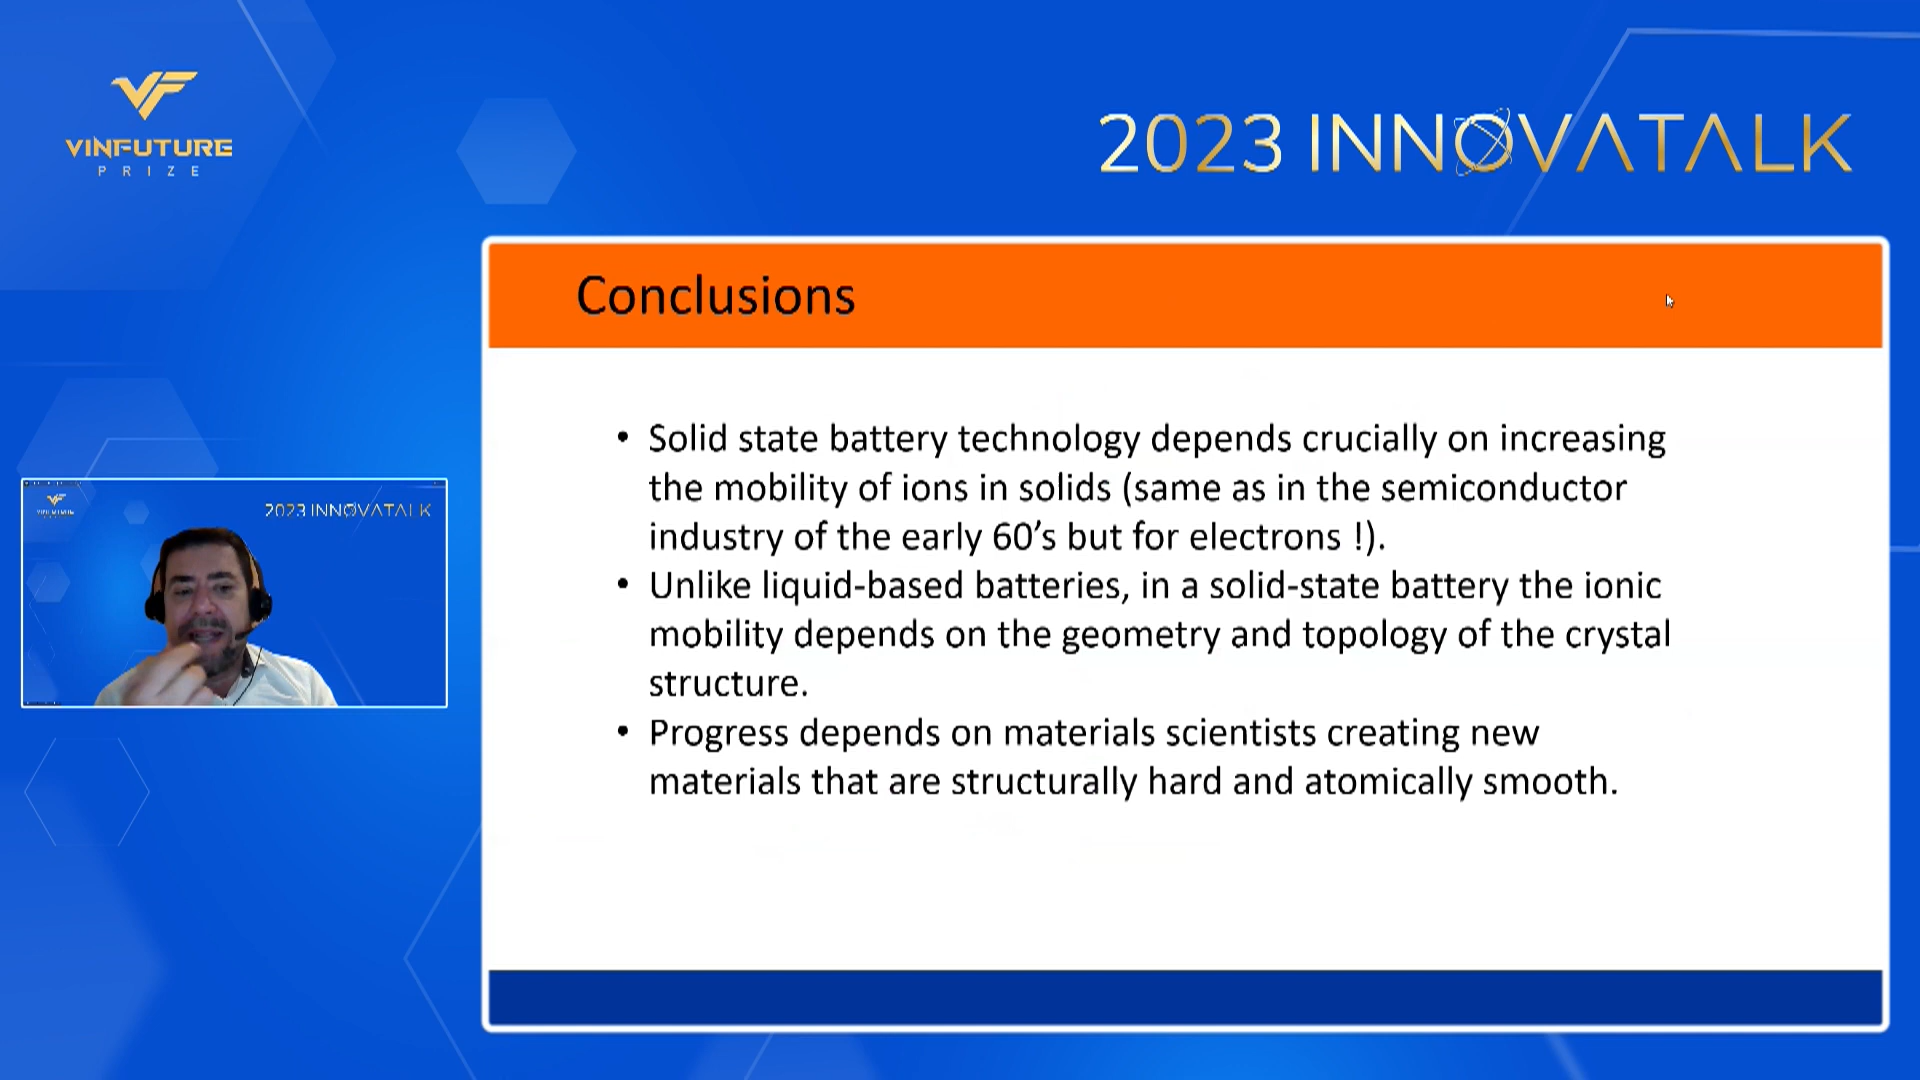 VINFUTURE
PRIZE
2023 INNOVATALK
Conclusions
• Solid state battery technology depends crucially on increasing
the mobility of ions in solids (same as in the semiconductor
industry of the early 60’s but for electrons !).
• Unlike liquid-based batteries, in a solid-state battery the ionic
mobility depends on the geometry and topology of the crystal
structure.
• Progress depends on materials scientists creating new
materials that are structurally hard and atomically smooth.
2023 INNOVATALK